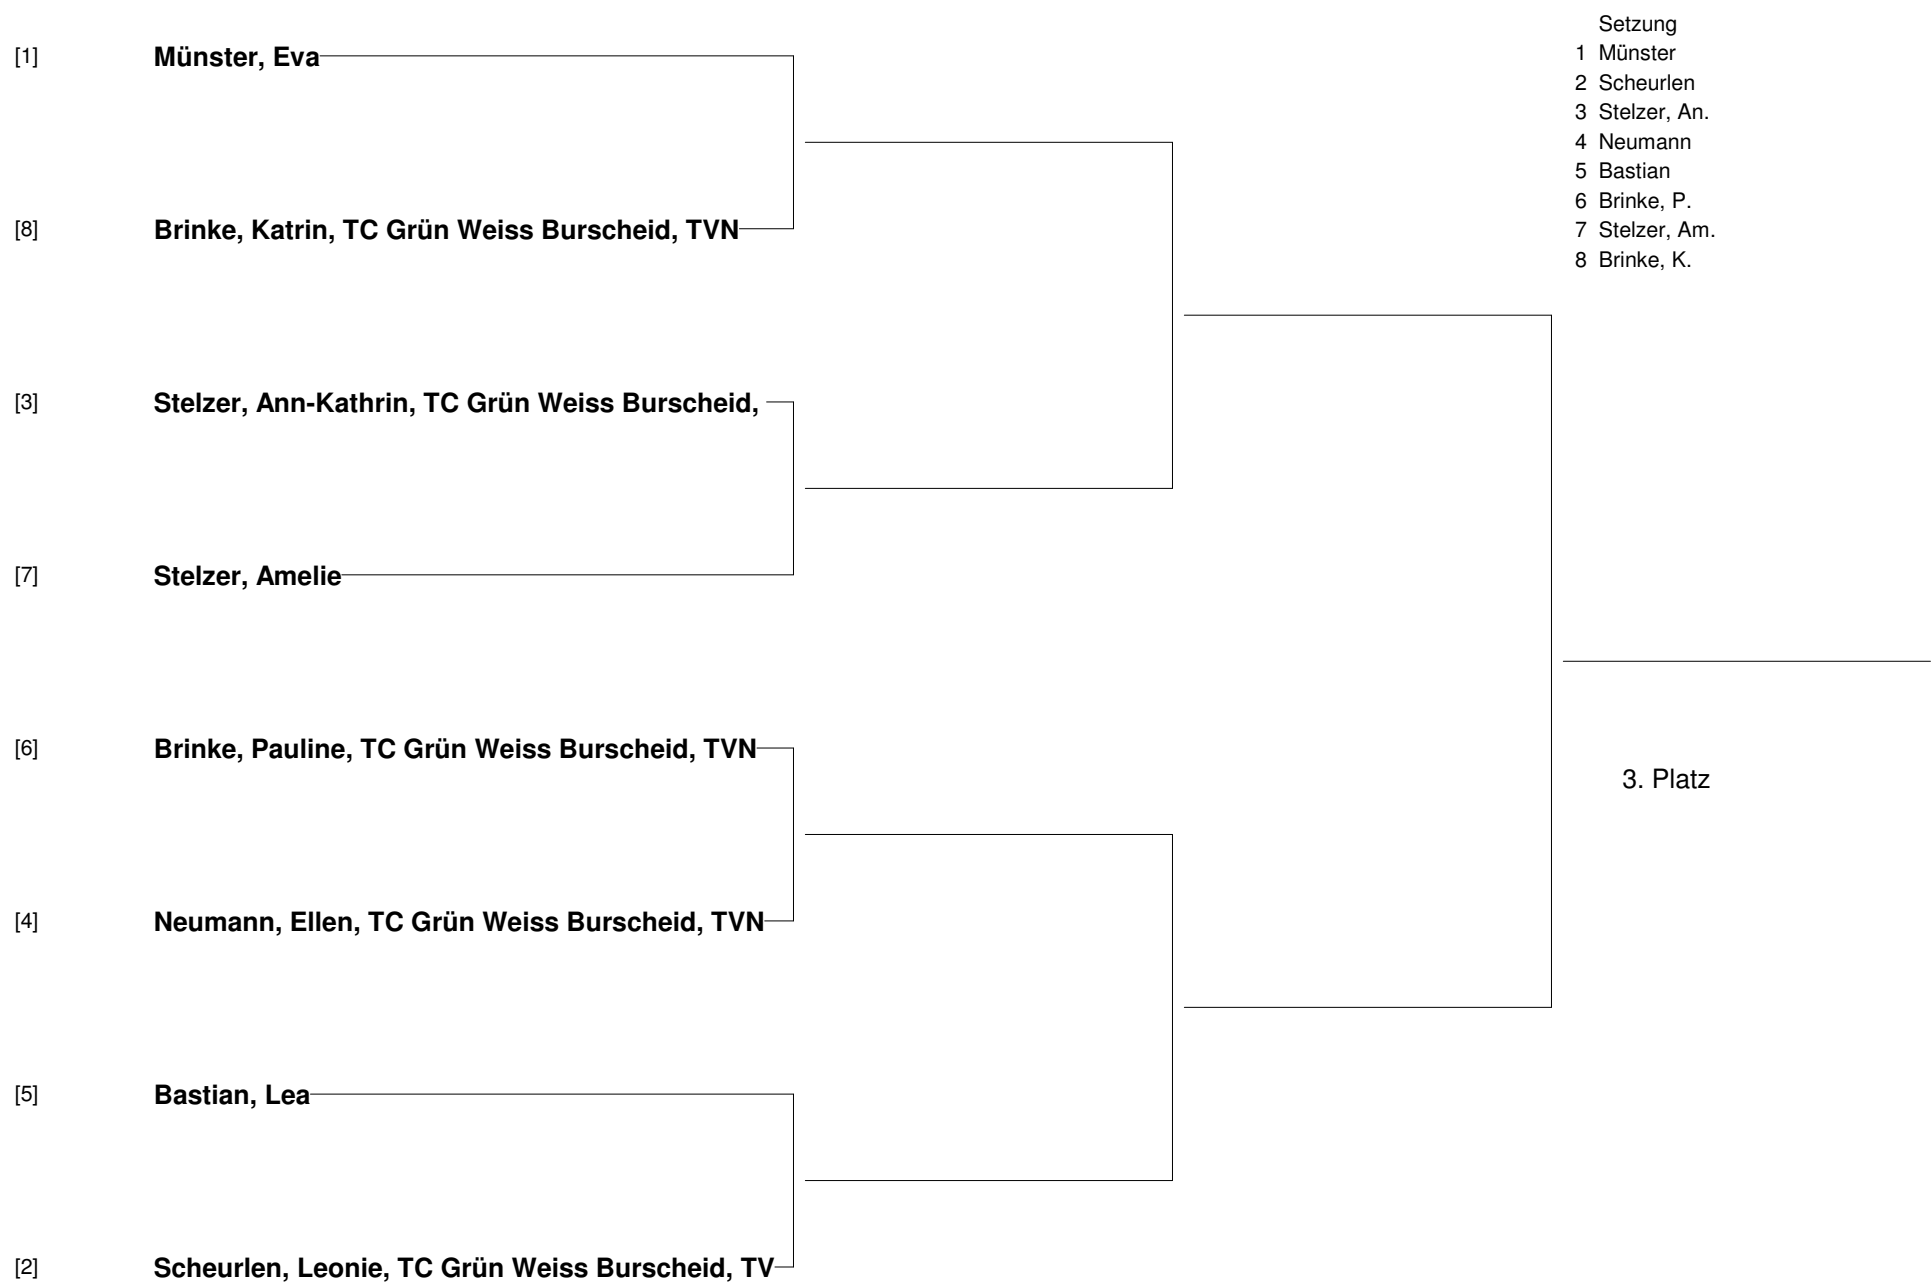 Setzung
1 Münster
2 Scheurlen
3 Stelzer, An.
4 Neumann
5 Bastian
6 Brinke, P.
7 Stelzer, Am.
8 Brinke, K.
[1] Münster, Eva
[8] Brinke, Katrin, TC Grün Weiss Burscheid, TVN
[3] Stelzer, Ann-Kathrin, TC Grün Weiss Burscheid,
[7] Stelzer, Amelie
[6] Brinke, Pauline, TC Grün Weiss Burscheid, TVN
3. Platz
[4] Neumann, Ellen, TC Grün Weiss Burscheid, TVN
[5] Bastian, Lea
[2] Scheurlen, Leonie, TC Grün Weiss Burscheid, TV